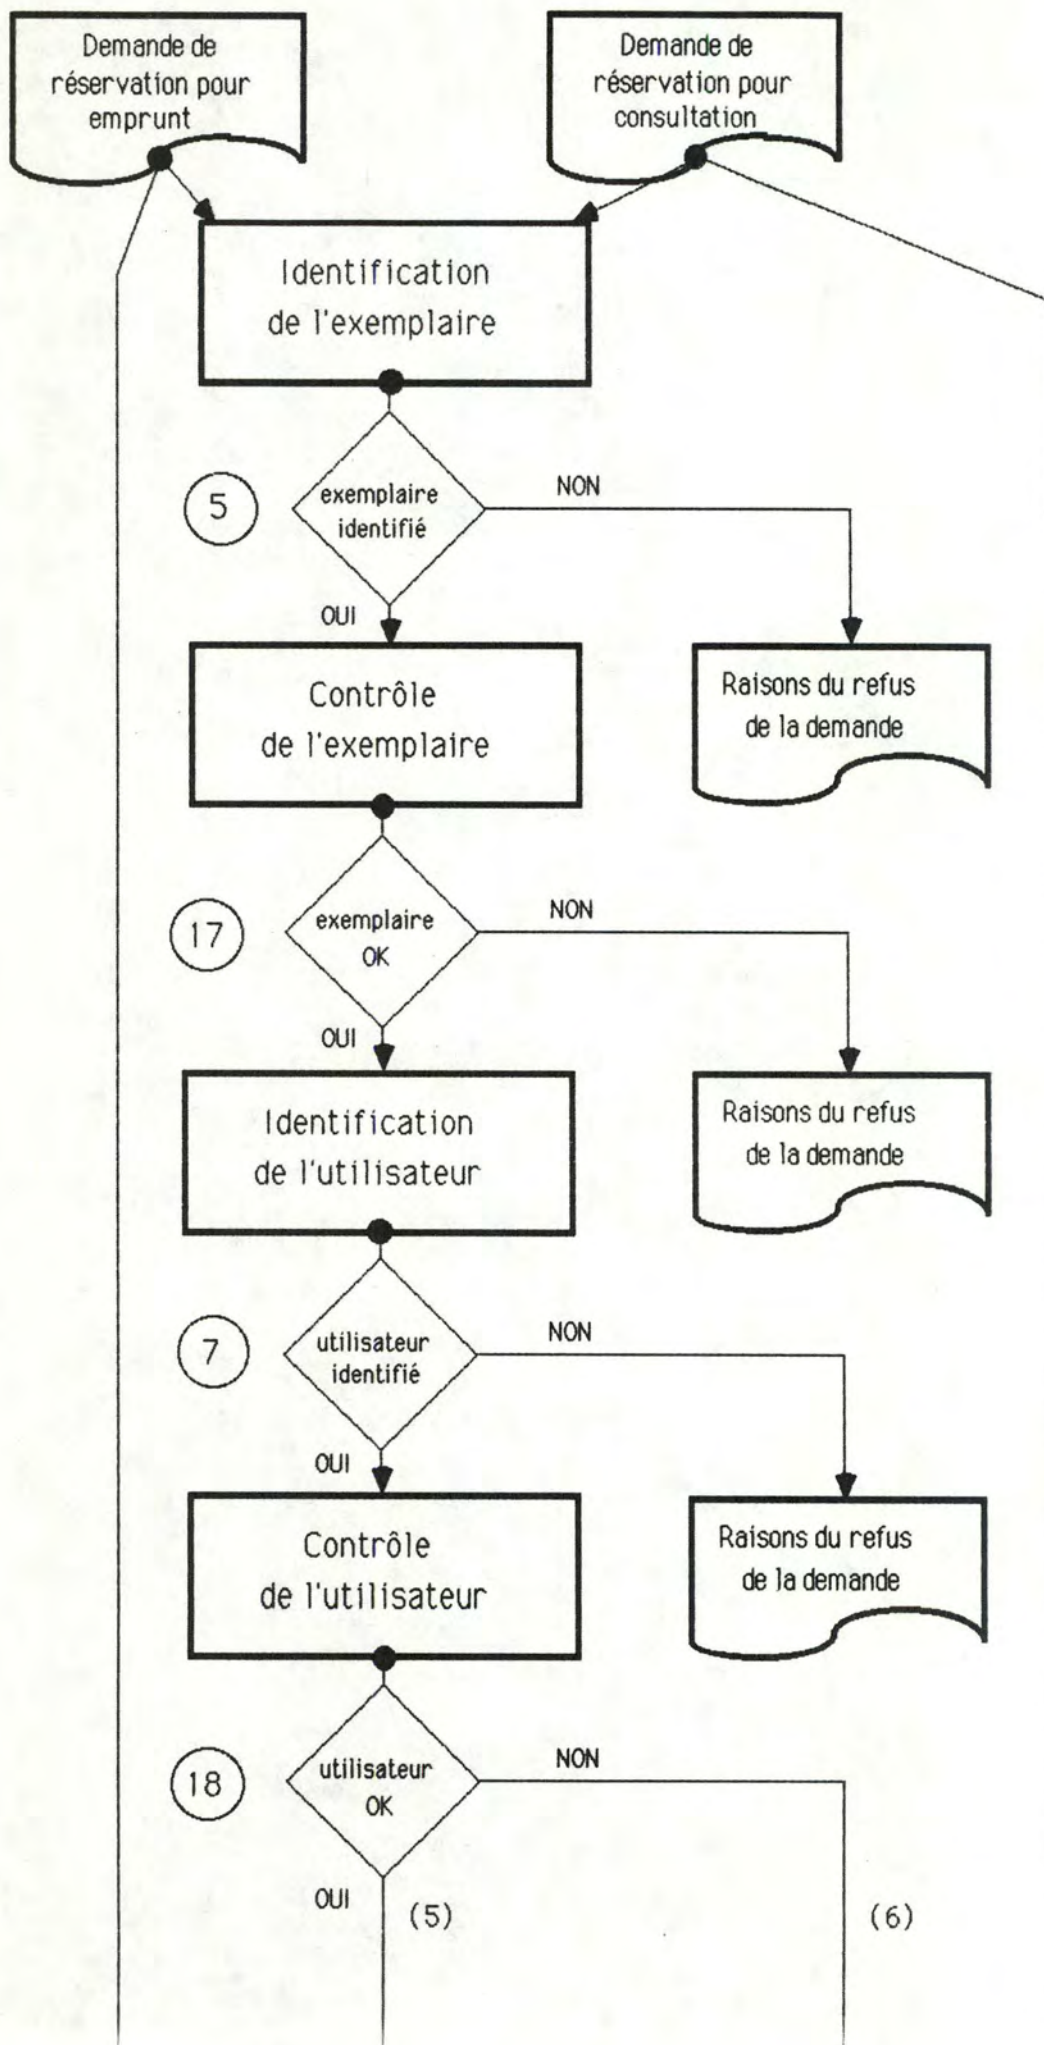 Demande de
réservation pour
emprunt
Demande de
réservation pour
consultation
Identification
de l'exemplaire
5
exemplaire
identifié
NON
OUI
Contrôle
de l'exemplaire
Raisons du refus
de la demande
17
exemplaire
OK
NON
OUI
Identification
de l'utilisateur
Raisons du refus
de la demande
7
utilisateur
identifié
NON
OUI
Contrôle
de l'utilisateur
Raisons du refus
de la demande
18
utilisateur
OK
NON
OUI
(5)
(6)